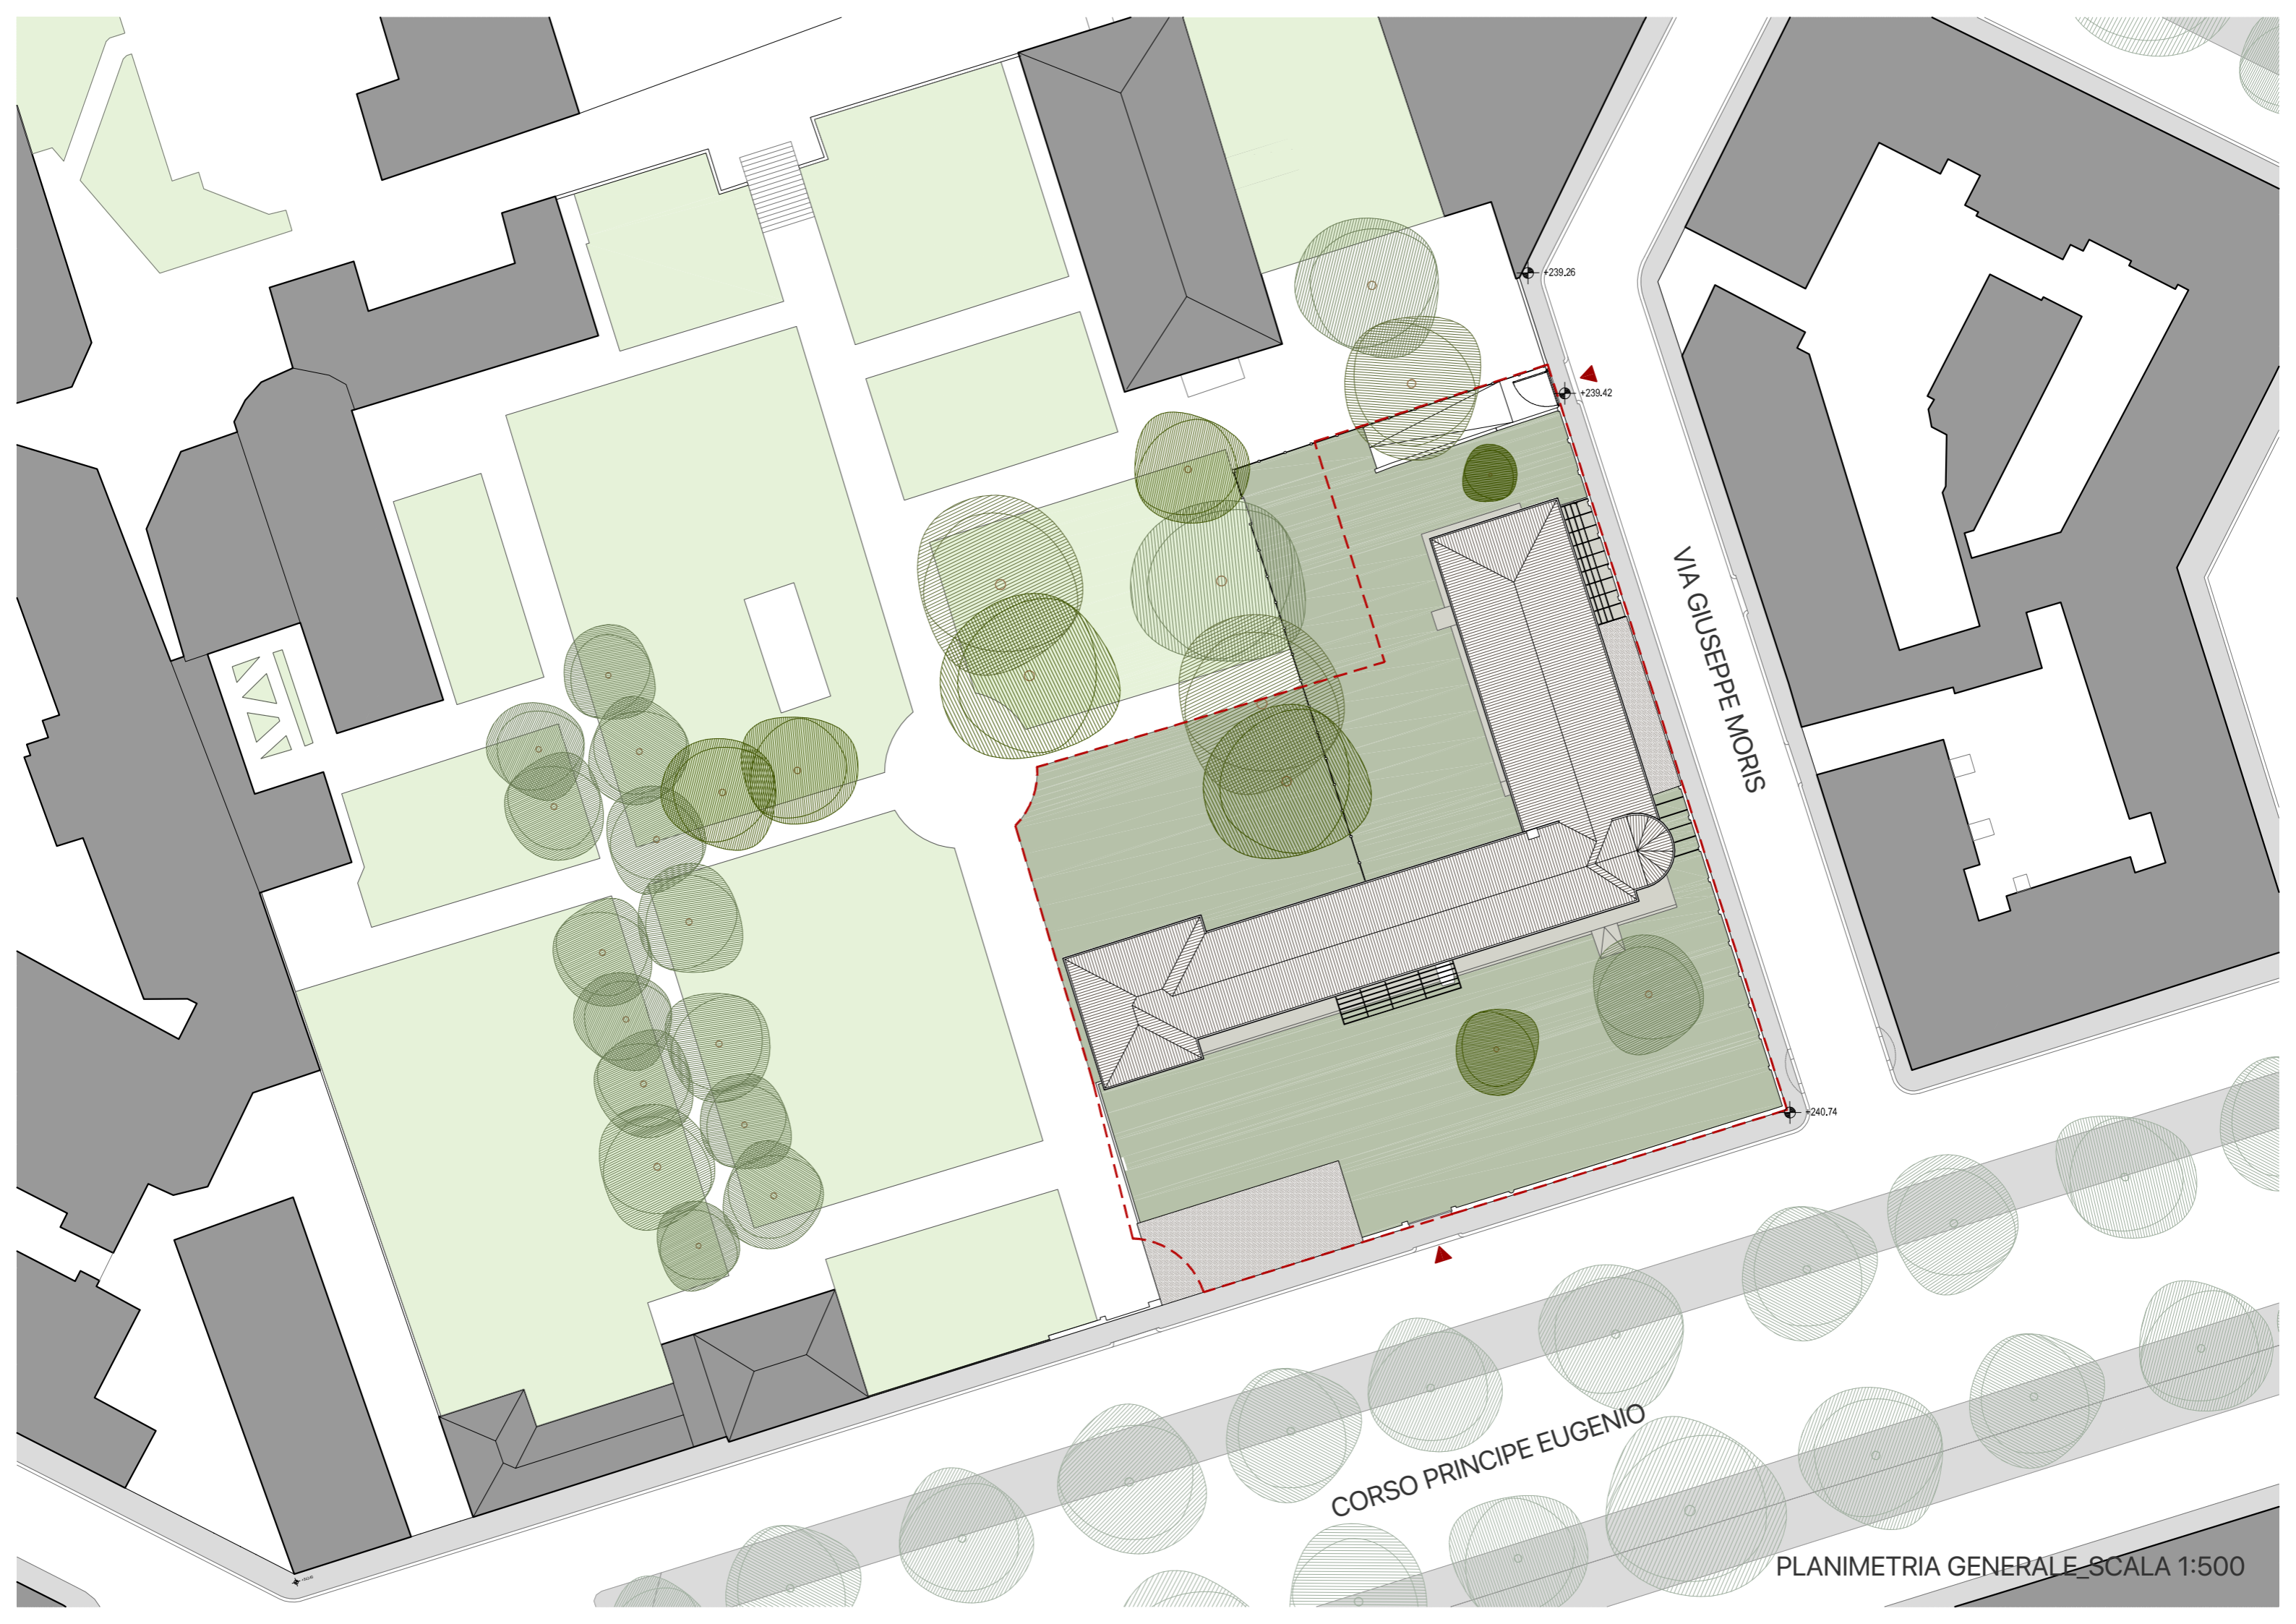 +239.26
+239.42
VIA GIUSEPPE MORIS
+240.74
CORSO PRINCIPE EUGENIO
PLANIMETRIA GENERALE_SCALA 1:500